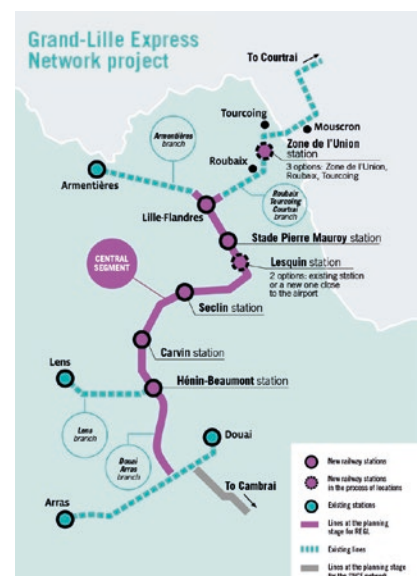 Grand-Lille Express
Network project
To Courtrai
Tourcoing
Mouscron
Armentières
branch
Zone de l'Union
station
3 options: Zone de l'Union,
Roubaix, Tourcoing
Roubaix
Armentières
Roubaix
Tourcoing
Courtrai
branch
Lille-Flandres
Stade Pierre Mauroy station
CENTRAL
SEGMENT
Lesquin station
2 options: existing station
or a new one close
to the airport
Seclin station
Carvin station
Lens
Hénin-Beaumont station
Lens
branch
Douai
Arras
branch
Douai
To Cambrai
Arras
New railway stations
New railway stations
in the process of locations
Existing stations
Lines at the planning
stage for REGL
Existing lines
Lines at the planning stage